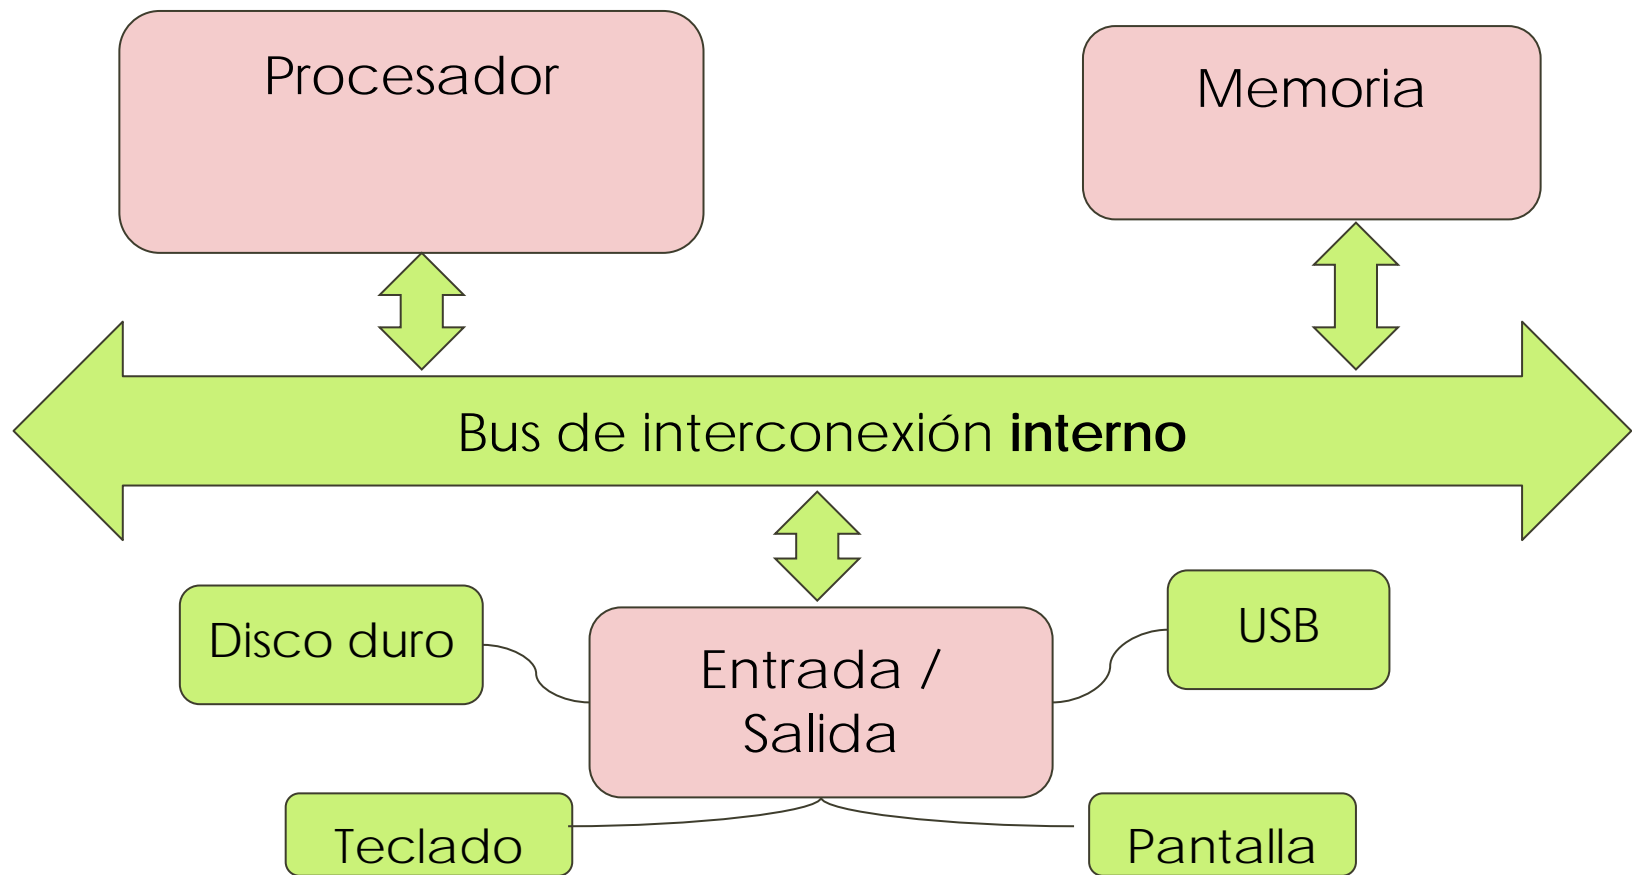 Procesador
Memoria
Bus de interconexión interno
Disco duro
USB
Entrada /
Salida
Teclado
Pantalla